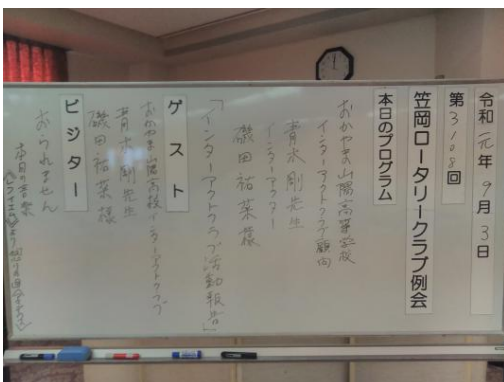 令和元年9月3日
第3108回
笠岡ロータリークラブ例会
本日のプログラム
おかやま山陽高等学校
インターアクトクラブ顧問
青木剛先生
インターアクター
磯田祐菜様
「インターアクトクラブ活動報告」
ゲスト
おかやま山陽高校インターアクトクラブ
青木剛先生
磯田祐菜様
ビジター
おられません
本日の言葉